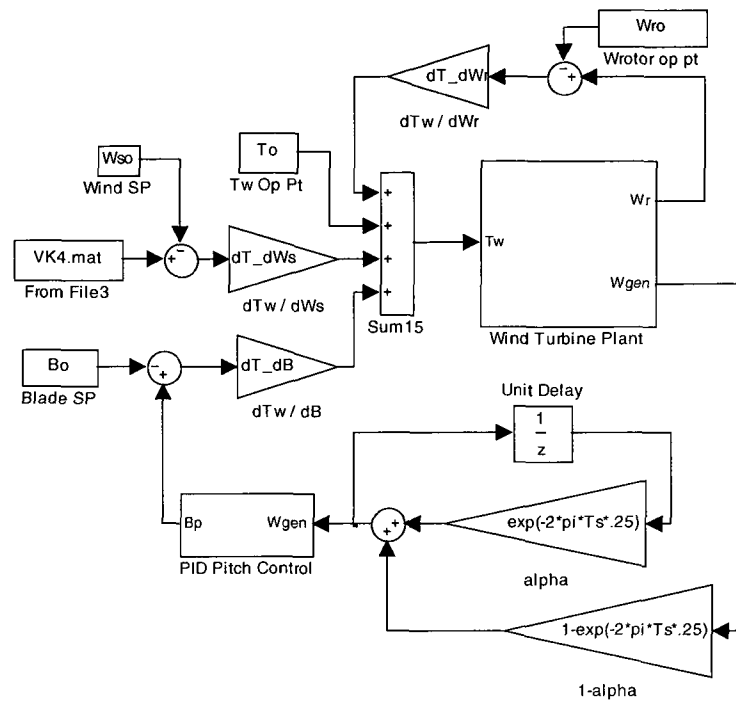 Wro
Wrotor op pt
-
+
dT_dWr
dTw / dWr
Wso
Wind SP
To
Tw Op Pt
-
+
VK4.mat
From File3
dT_dWs
dTw / dWs
+
+
+
+
Sum15
Tw
Wr
Wgen
Wind Turbine Plant
Bo
Blade SP
-
+
dT_dB
dTw / dB
Unit Delay
1
z
Bp
Wgen
PID Pitch Control
+
+
exp(-2*pi*Ts*.25)
alpha
1-exp(-2*pi*Ts*.25)
1-alpha